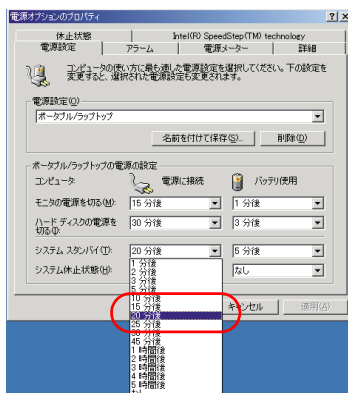 電源オプションのプロパティ
休止状態
Intel(R) SpeedStep(TM) technology
電源設定
アラーム
電源メーター
詳細
コンピュータの使い方に最も適した電源設定を選択してください。下の設定を
変更すると、選択された電源設定も変更されます。
電源設定(O)
ポータブル/ラップトップ
名前を付けて保存(S)...
削除(D)
ポータブル/ラップトップの電源の設定
コンピュータ:
電源に接続
バッテリ使用
モニタの電源を切る(M):
15 分後
1 分後
ハード ディスクの電源を
切る(I):
30 分後
3 分後
システム スタンバイ(T):
20 分後
5 分後
システム休止状態(H):
なし
1 分後
2 分後
3 分後
5 分後
10 分後
15 分後
20 分後
25 分後
30 分後
45 分後
1 時間後
2 時間後
3 時間後
4 時間後
5 時間後
なし
キャンセル
適用(A)